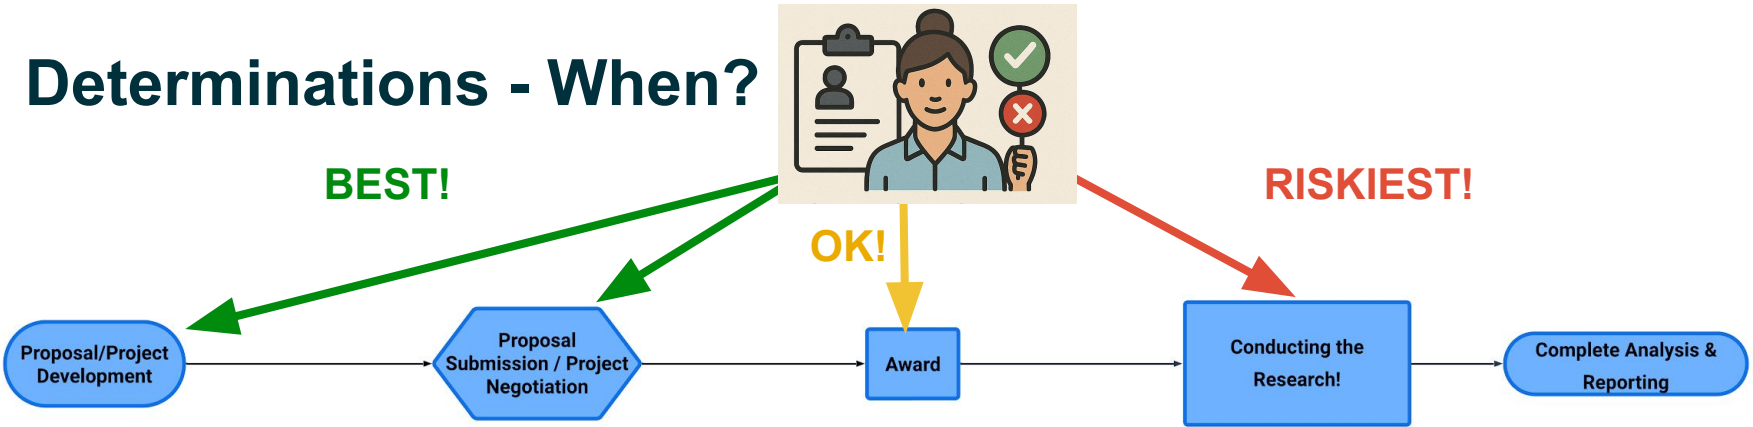 Determinations - When?
BEST!
RISKIEST!
OK!
Proposal/Project
Development
Proposal
Submission / Project
Negotiation
Award
Conducting the
Research!
Complete Analysis &
Reporting